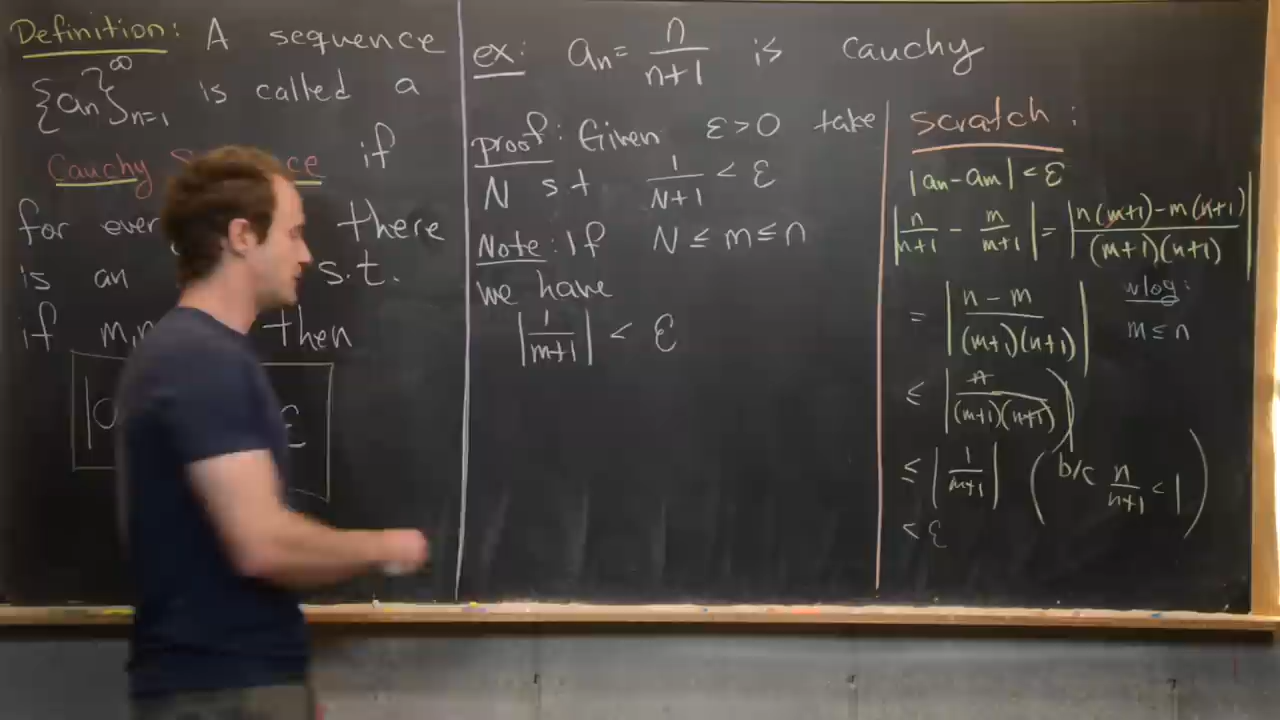 Definition: A sequence
{an}∞n=1 is called a
Cauchy if
for there
is an s.t.
if m,n then
ε
ex: an = n/(n+1) is cauchy
proof: Given ε>0 take
N st 1/(N+1) < ε
Note: If N ≤ m ≤ n
we have
|1/(m+1)| < ε
scratch:
|an-am| < ε
|n/(n+1) - m/(m+1)| = |(n(m+1)-m(n+1))/((m+1)(n+1))|
= |(n-m)/((m+1)(n+1))| wlog: m ≤ n
≤ |n/((m+1)(n+1))|
≤ |1/(m+1)| (b/c n/(n+1) < 1)
< ε